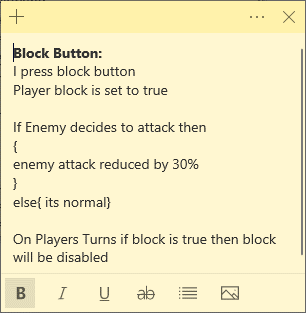 Block Button:
I press block button
Player block is set to true
If Enemy decides to attack then
{
enemy attack reduced by 30%
}
else{ its normal}
On Players Turns if block is true then block
will be disabled
B I U ab